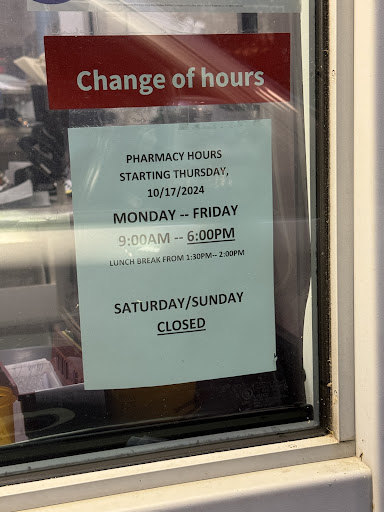 Change of hours
PHARMACY HOURS
STARTING THURSDAY,
10/17/2024
MONDAY -- FRIDAY
9:00AM -- 6:00PM
LUNCH BREAK FROM 1:30PM-- 2:00PM
SATURDAY/SUNDAY
CLOSED